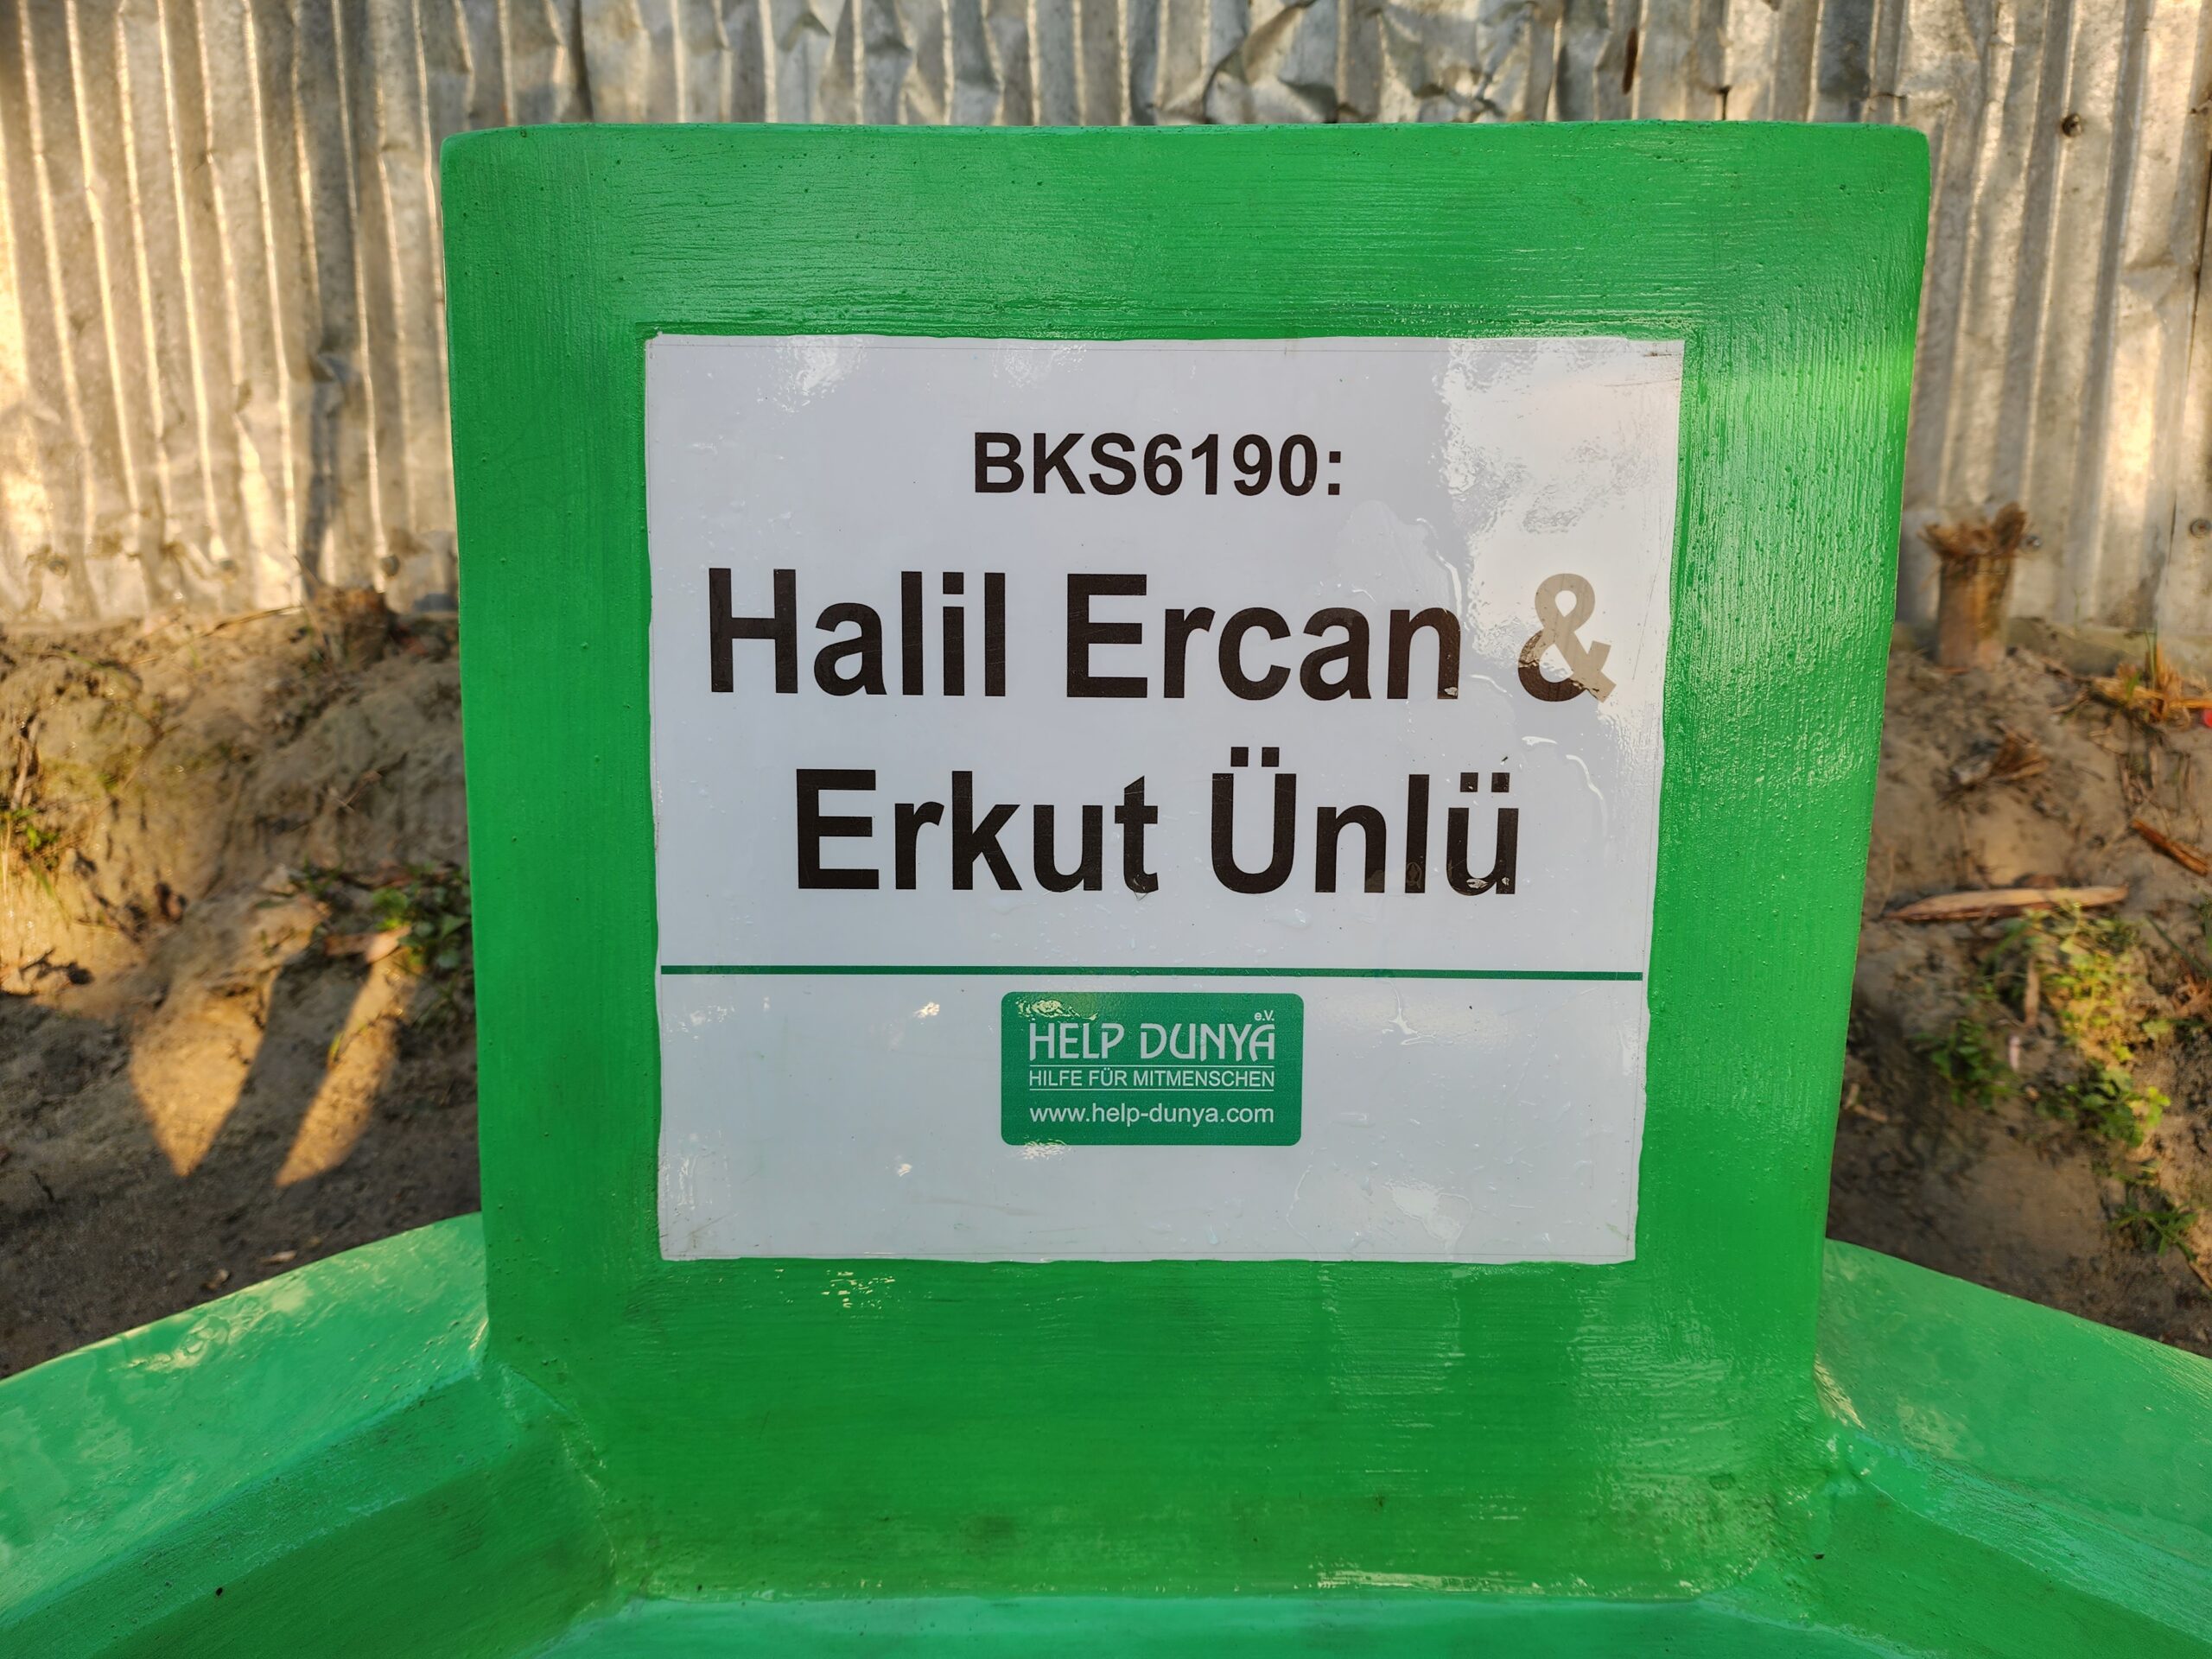 BKS6190:
Halil Ercan &
Erkut Ünlü
e.V.
HELP DUNYA
HILFE FÜR MITMENSCHEN
www.help-dunya.com